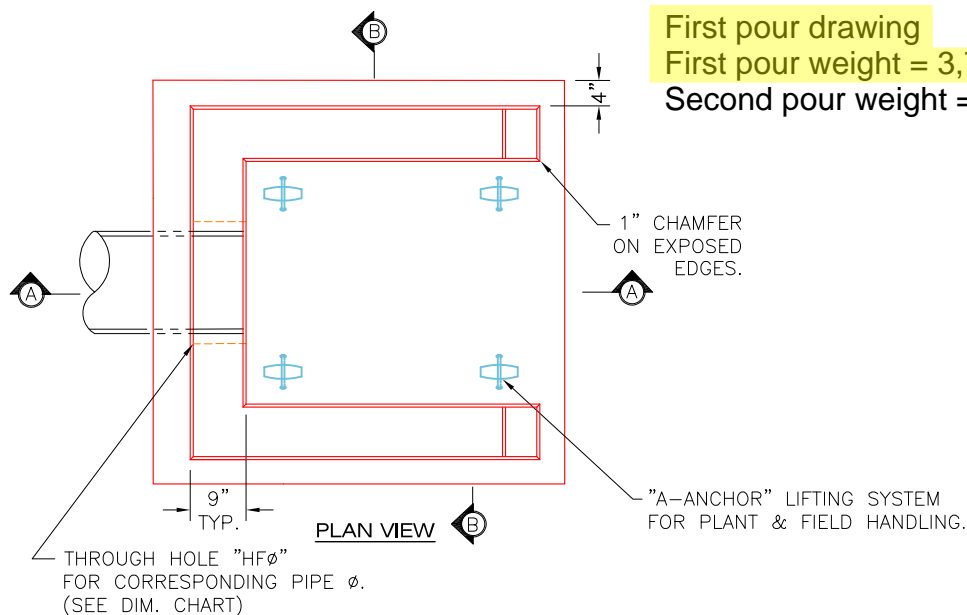 First pour drawing
First pour weight = 3,
Second pour weight =
B
4"
1" CHAMFER
ON EXPOSED
EDGES.
A
A
9"
TYP.
PLAN VIEW
B
"A-ANCHOR" LIFTING SYSTEM
FOR PLANT & FIELD HANDLING.
THROUGH HOLE "HFø"
FOR CORRESPONDING PIPE ø.
(SEE DIM. CHART)